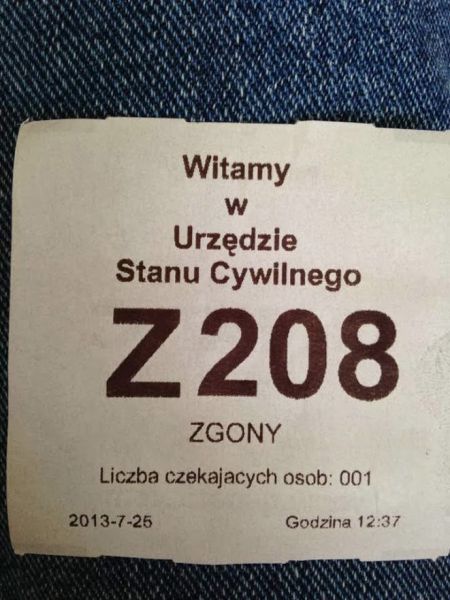 Witamy
w
Urzędzie
Stanu Cywilnego
Z208
ZGONY
Liczba czekajacych osob: 001
2013-7-25 Godzina 12:37